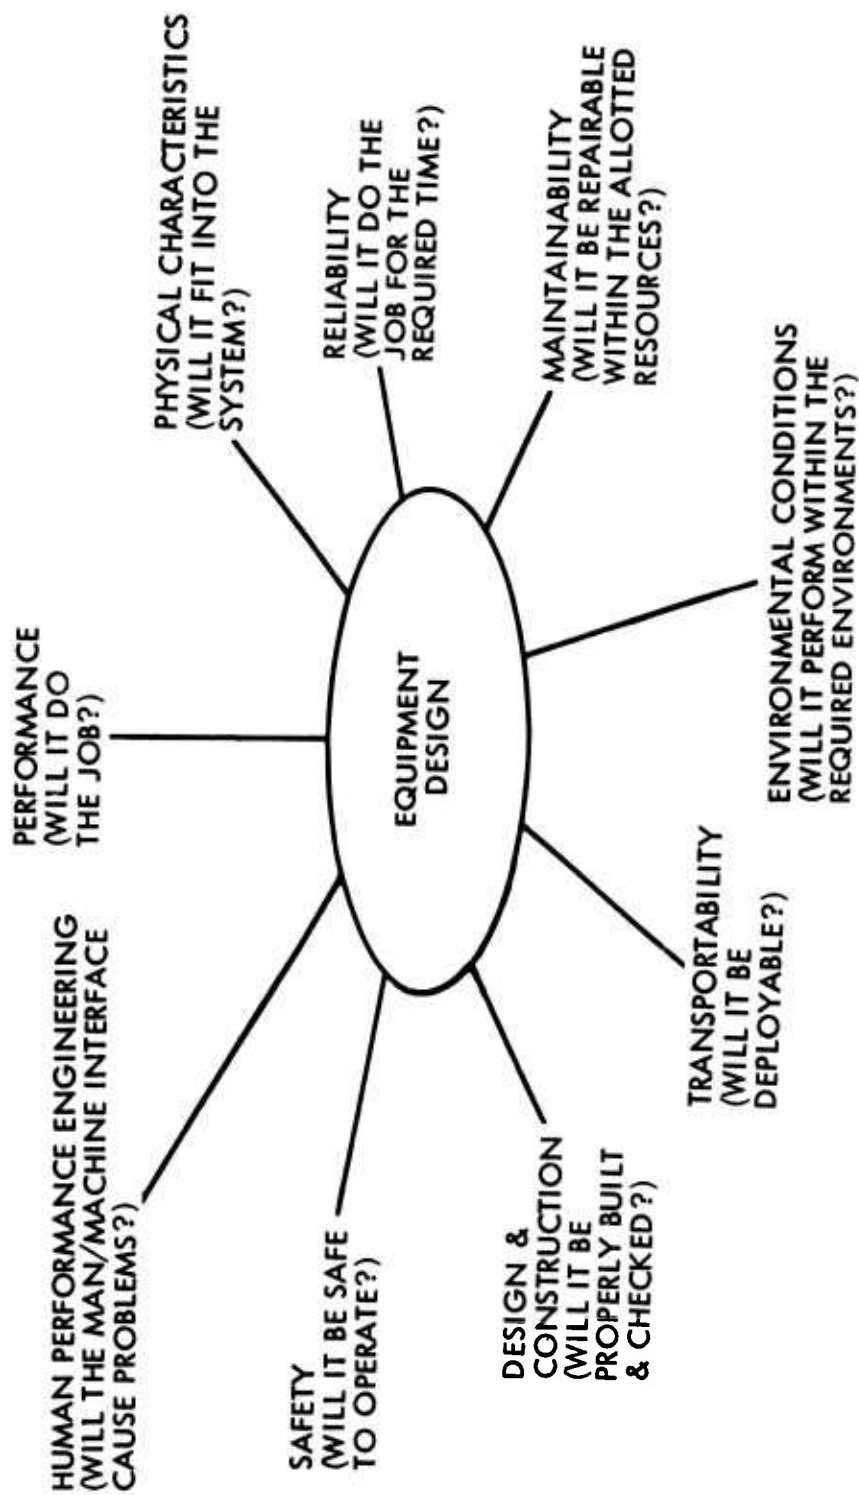 PERFORMANCE
(WILL IT DO
THE JOB?)
PHYSICAL CHARACTERISTICS
(WILL IT FIT INTO THE
SYSTEM?)
RELIABILITY
(WILL IT DO THE
JOB FOR THE
REQUIRED TIME?)
MAINTAINABILITY
(WILL IT BE REPAIRABLE
WITHIN THE ALLOTTED
RESOURCES?)
ENVIRONMENTAL CONDITIONS
(WILL IT PERFORM WITHIN THE
REQUIRED ENVIRONMENTS?)
TRANSPORTABILITY
(WILL IT BE
DEPLOYABLE?)
DESIGN &
CONSTRUCTION
(WILL IT BE
PROPERLY BUILT
& CHECKED?)
SAFETY
(WILL IT BE SAFE
TO OPERATE?)
HUMAN PERFORMANCE ENGINEERING
(WILL THE MAN/MACHINE INTERFACE
CAUSE PROBLEMS?)
EQUIPMENT
DESIGN